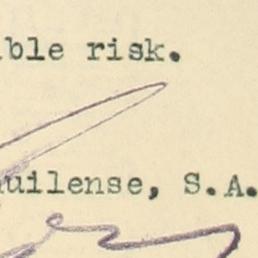 ble risk.
uilense, S.A.